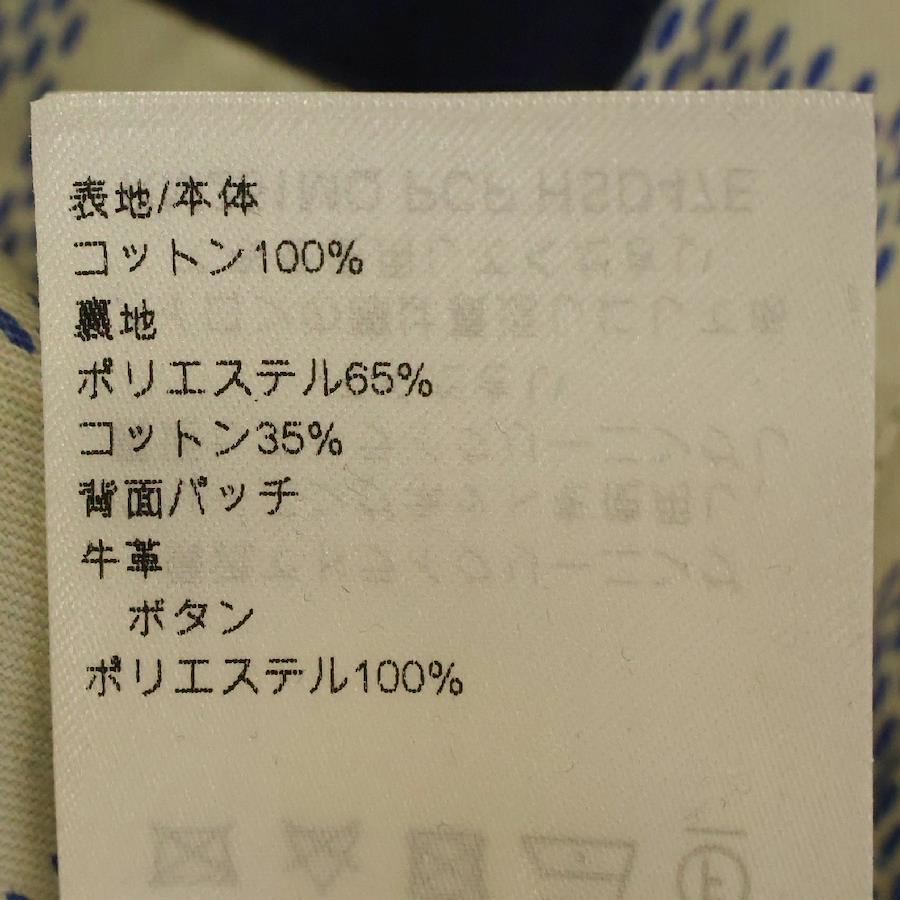 表地/本体
コットン100%
裏地
ポリエステル65%
コットン35%
背面パッチ
牛革
ボタン
ポリエステル100%